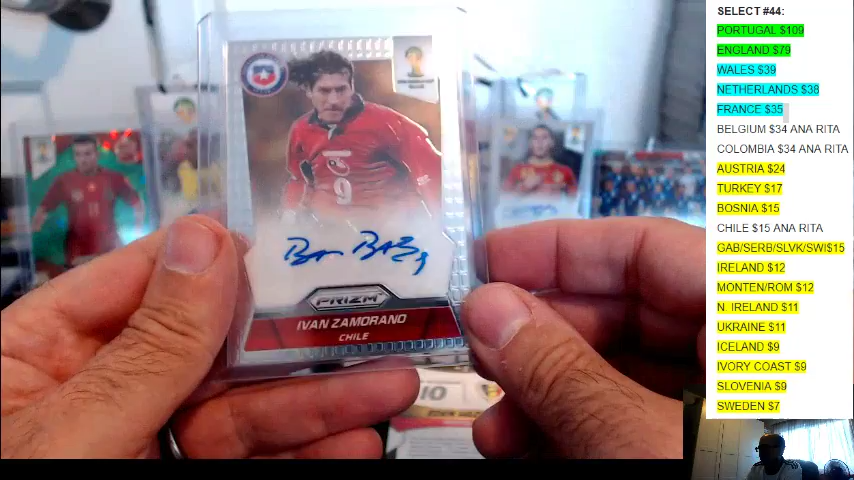 SELECT #44:
PORTUGAL $109
ENGLAND $79
WALES $39
NETHERLANDS $38
FRANCE $35
BELGIUM $34 ANA RITA
COLOMBIA $34 ANA RITA
AUSTRIA $24
TURKEY $17
BOSNIA $15
CHILE $15 ANA RITA
GAB/SERB/SLVK/SWI$15
IRELAND $12
MONTEN/ROM $12
N. IRELAND $11
UKRAINE $11
ICELAND $9
IVORY COAST $9
SLOVENIA $9
SWEDEN $7
9
PRIZM
IVAN ZAMORANO
CHILE
10